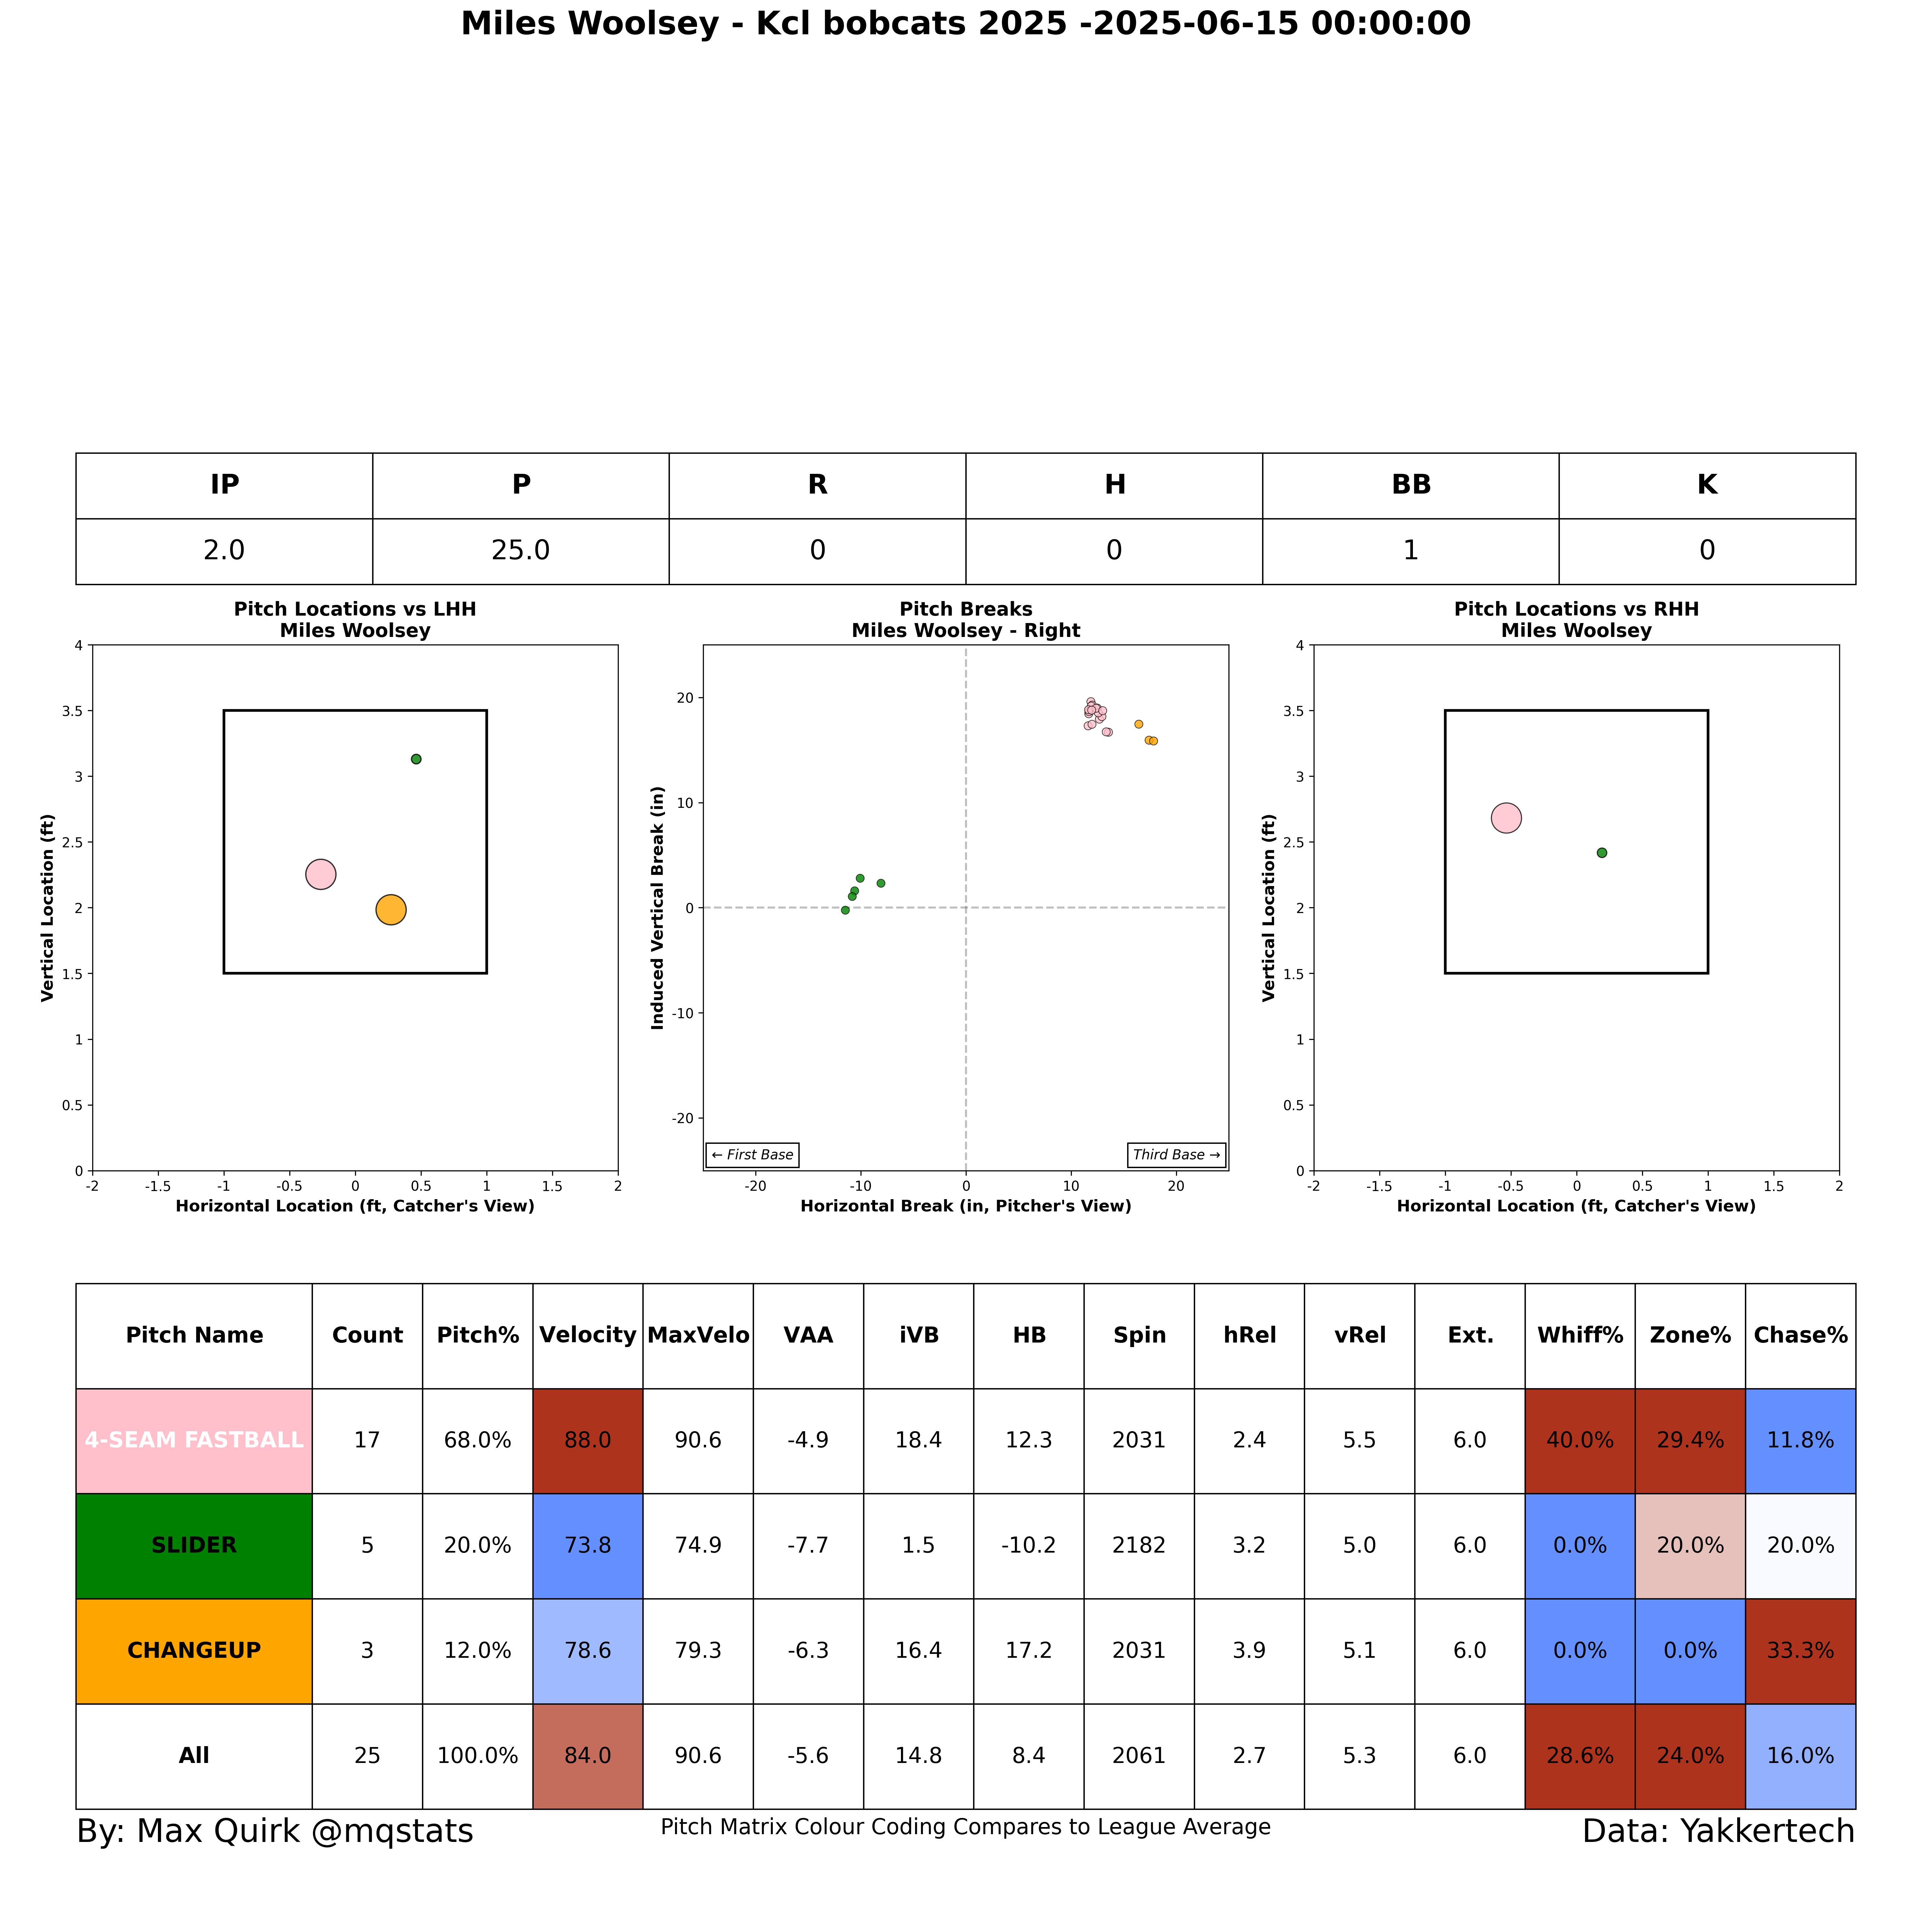 Miles Woolsey - Kcl bobcats 2025 -2025-06-15 00:00:00
IP P R H BB K
2.0 25.0 0 0 1 0
Pitch Locations vs LHH
Miles Woolsey
4
3.5
3
2.5
2
1.5
1
0.5
0
-2 -1.5 -1 -0.5 0 0.5 1 1.5 2
Vertical Location (ft)
Horizontal Location (ft, Catcher's View)
Pitch Breaks
Miles Woolsey - Right
20
10
0
-10
-20
← First Base
Third Base →
-20 -10 0 10 20
Induced Vertical Break (in)
Horizontal Break (in, Pitcher's View)
Pitch Locations vs RHH
Miles Woolsey
4
3.5
3
2.5
2
1.5
1
0.5
0
-2 -1.5 -1 -0.5 0 0.5 1 1.5 2
Vertical Location (ft)
Horizontal Location (ft, Catcher's View)
Pitch Name Count Pitch% Velocity MaxVelo VAA iVB HB Spin hRel vRel Ext. Whiff% Zone% Chase%
4-SEAM FASTBALL 17 68.0% 88.0 90.6 -4.9 18.4 12.3 2031 2.4 5.5 6.0 40.0% 29.4% 11.8%
SLIDER 5 20.0% 73.8 74.9 -7.7 1.5 -10.2 2182 3.2 5.0 6.0 0.0% 20.0% 20.0%
CHANGEUP 3 12.0% 78.6 79.3 -6.3 16.4 17.2 2031 3.9 5.1 6.0 0.0% 0.0% 33.3%
All 25 100.0% 84.0 90.6 -5.6 14.8 8.4 2061 2.7 5.3 6.0 28.6% 24.0% 16.0%
By: Max Quirk @mqstats
Pitch Matrix Colour Coding Compares to League Average
Data: Yakkertech